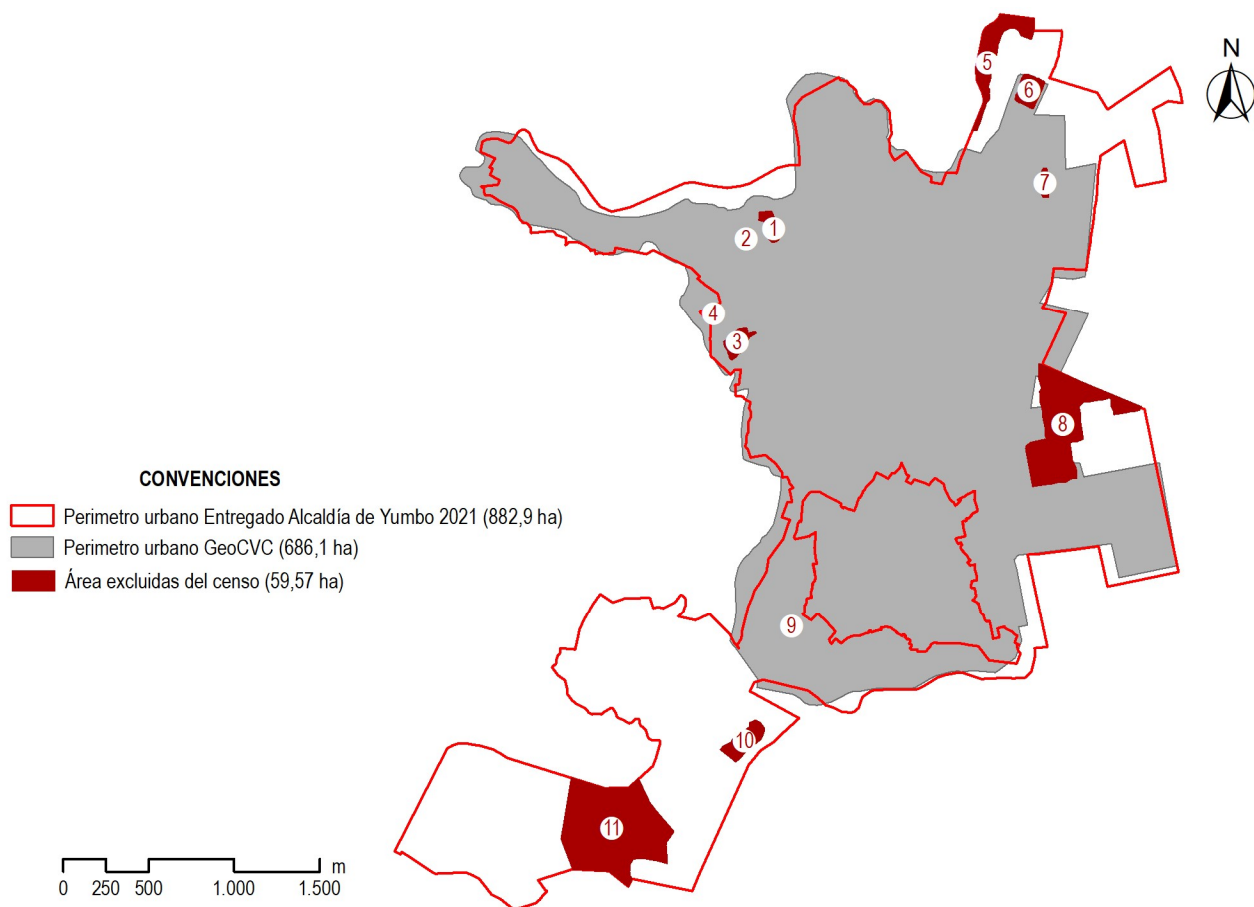 N
5
6
7
1
2
4
3
8
CONVENCIONES
Perimetro urbano Entregado Alcaldía de Yumbo 2021 (882,9 ha)
Perimetro urbano GeoCVC (686,1 ha)
Área excluidas del censo (59,57 ha)
9
10
11
m
0 250 500 1.000 1.500